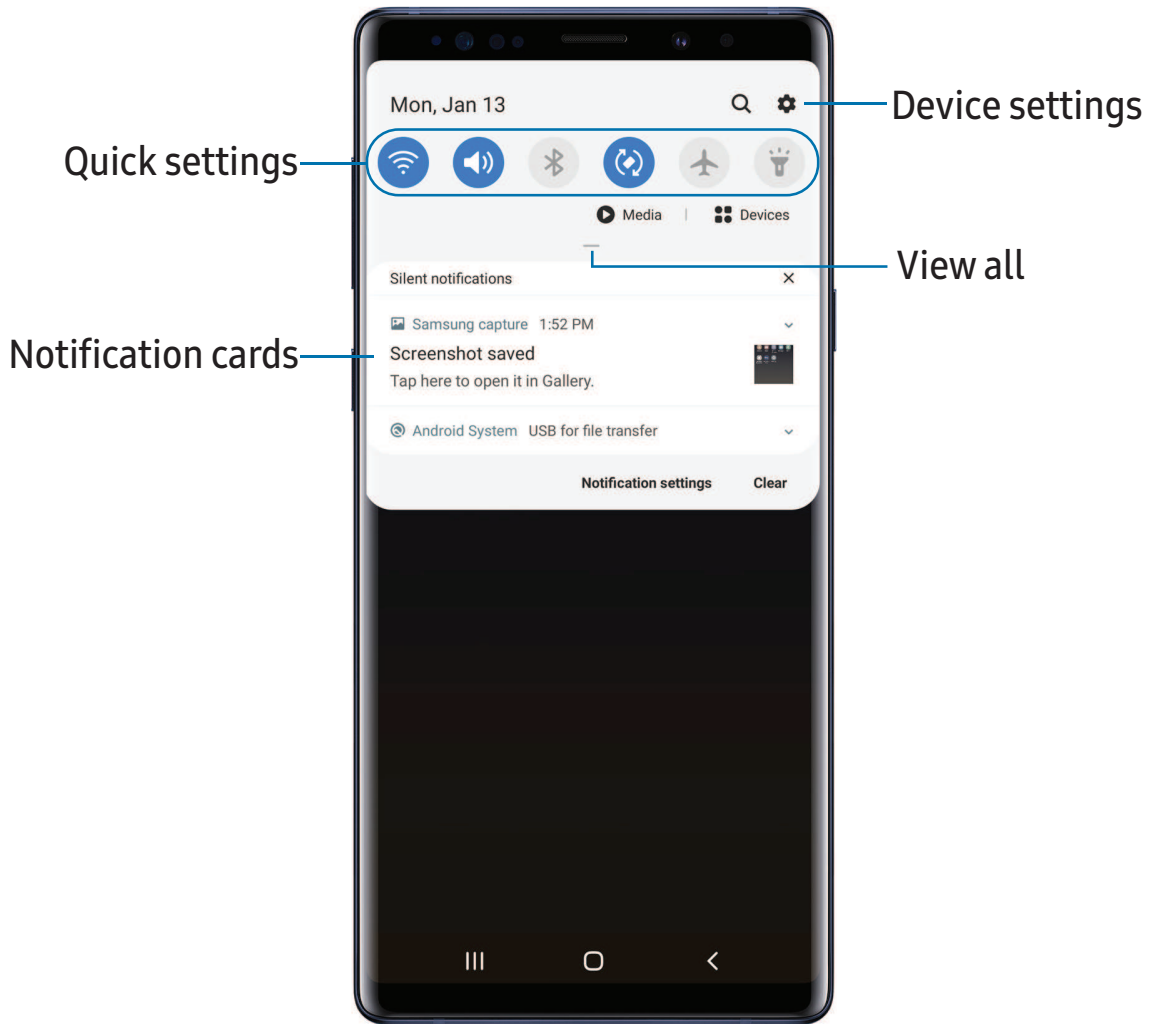 Mon, Jan 13
Device settings
Quick settings
Media | Devices
View all
Silent notifications
Samsung capture 1:52 PM
Notification cards
Screenshot saved
Tap here to open it in Gallery.
Android System USB for file transfer
Notification settings Clear